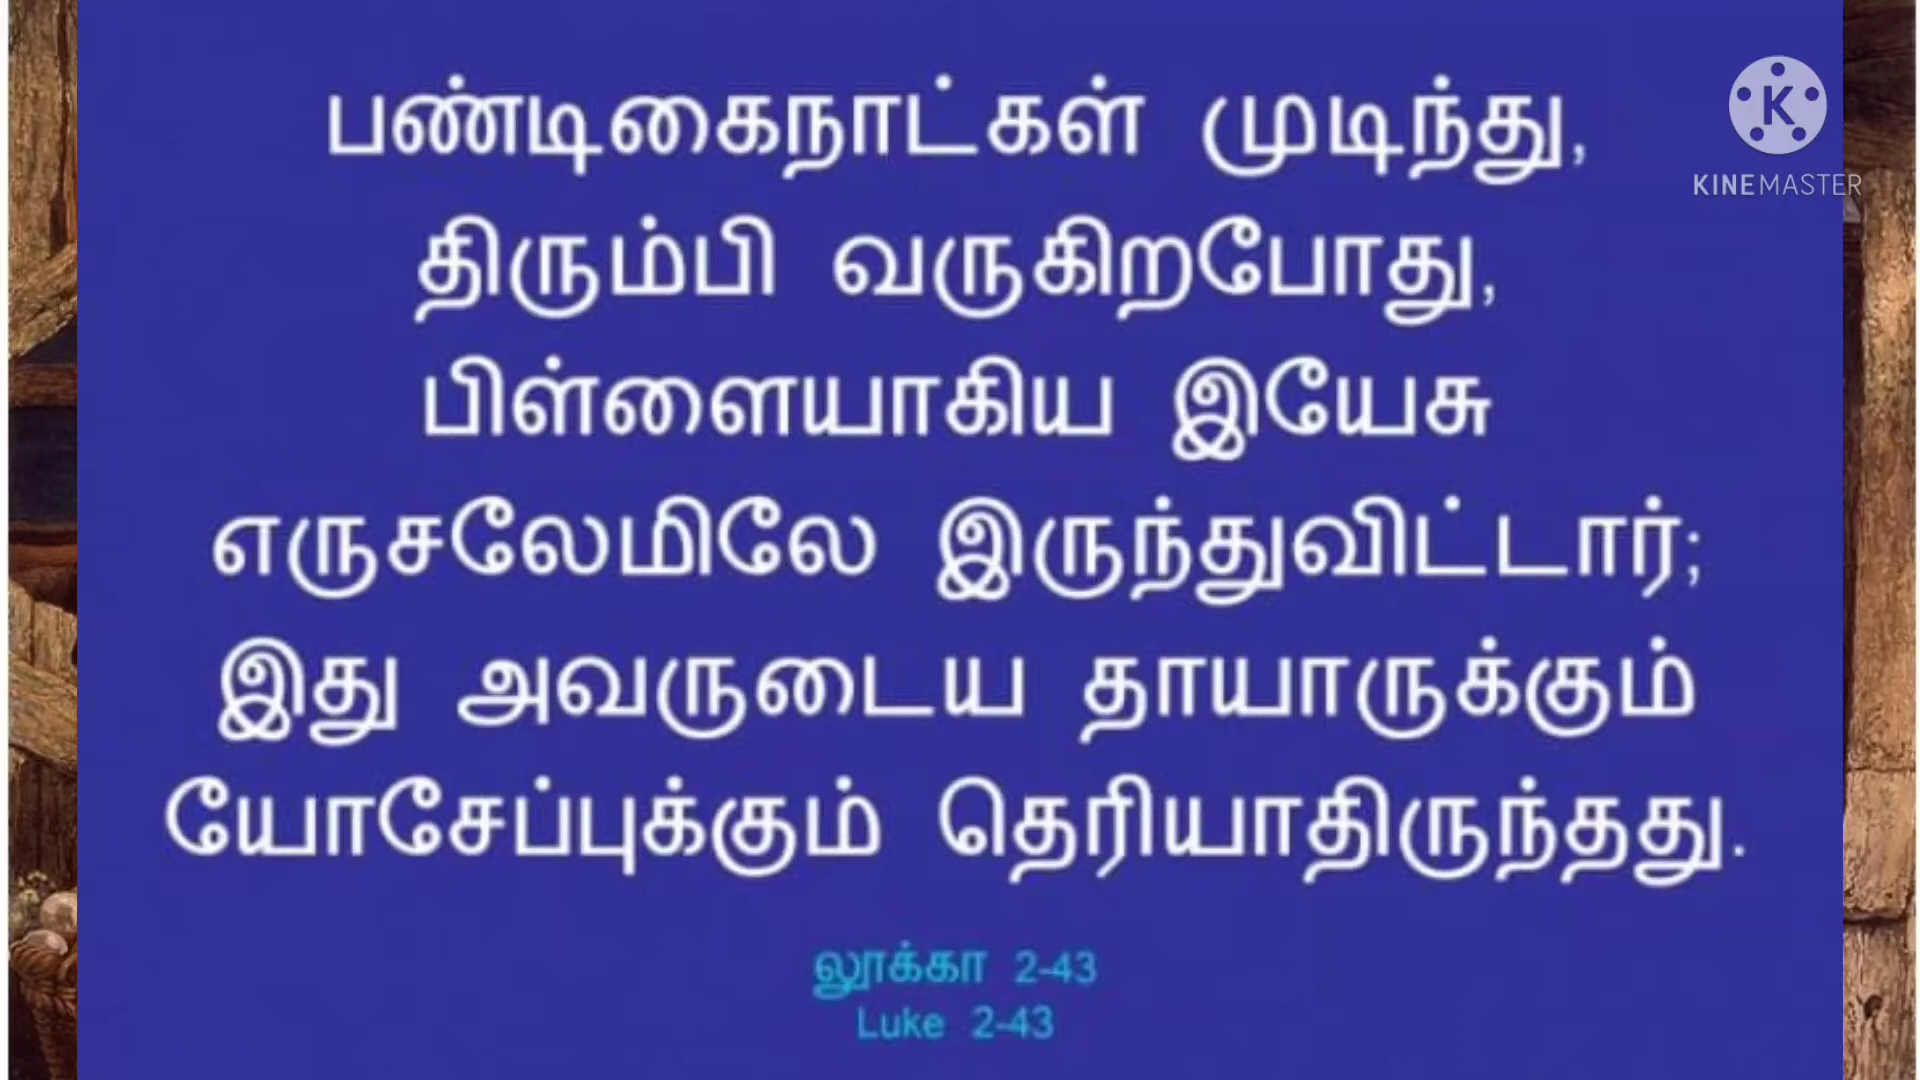 பண்டிகைநாட்கள் முடிந்து,
திரும்பி வருகிறபோது,
பிள்ளையாகிய இயேசு
எருசலேமிலே இருந்துவிட்டார்;
இது அவருடைய தாயாருக்கும்
யோசேப்புக்கும் தெரியாதிருந்தது.
லூக்கா 2-43
Luke 2-43
K
KINEMASTER